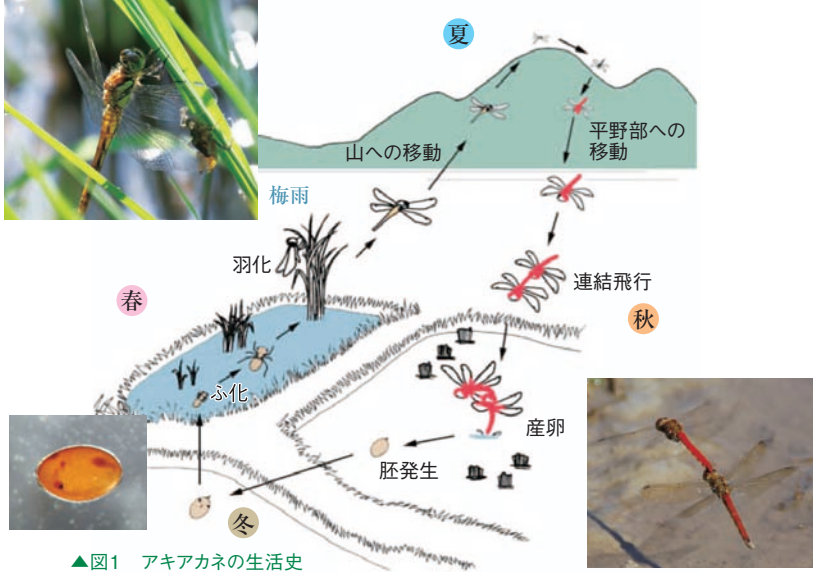 夏
山への移動
平野部への
移動
梅雨
羽化
連結飛行
春
秋
ふ化
産卵
胚発生
冬
▲図1 アキアカネの生活史